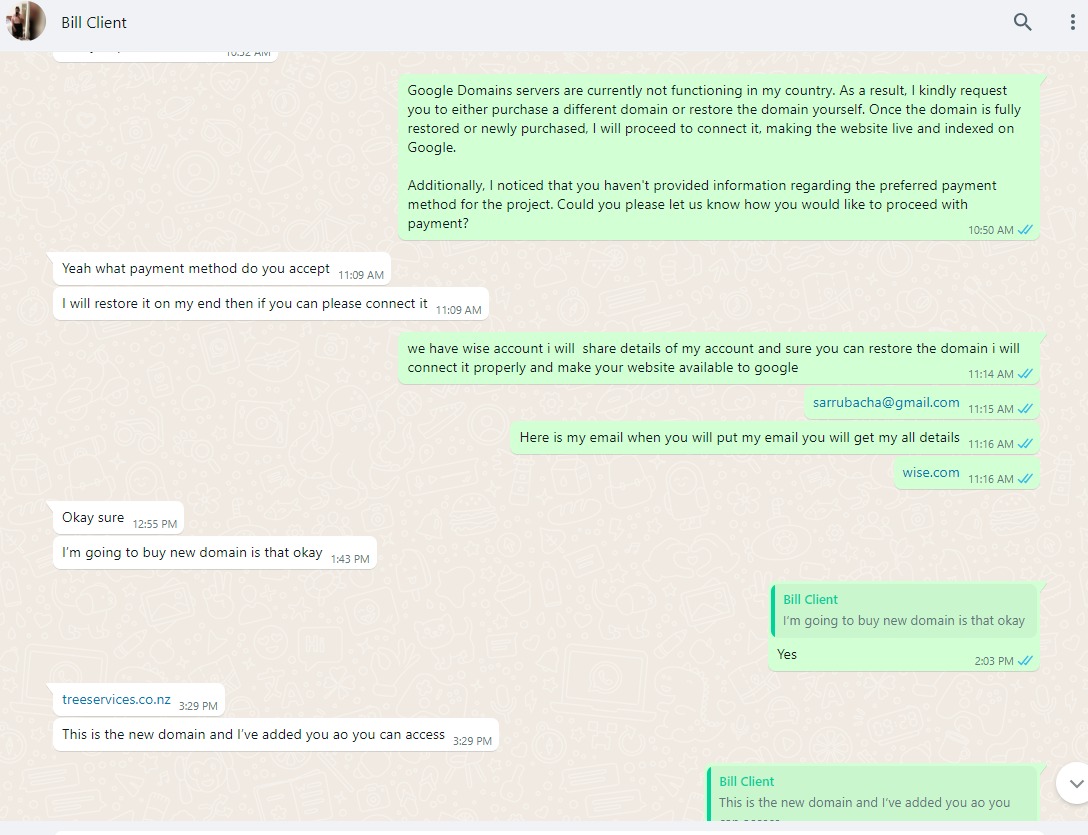 Bill Client
10:52 AM
Google Domains servers are currently not functioning in my country. As a result, I kindly request
you to either purchase a different domain or restore the domain yourself. Once the domain is fully
restored or newly purchased, I will proceed to connect it, making the website live and indexed on
Google.
Additionally, I noticed that you haven't provided information regarding the preferred payment
method for the project. Could you please let us know how you would like to proceed with
payment?
10:50 AM
Yeah what payment method do you accept 11:09 AM
I will restore it on my end then if you can please connect it 11:09 AM
we have wise account i will share details of my account and sure you can restore the domain i will
connect it properly and make your website available to google 11:14 AM
sarrubacha@gmail.com 11:15 AM
Here is my email when you will put my email you will get my all details 11:16 AM
wise.com 11:16 AM
Okay sure 12:55 PM
I'm going to buy new domain is that okay 1:43 PM
Bill Client
I'm going to buy new domain is that okay
Yes 2:03 PM
treeservices.co.nz 3:29 PM
This is the new domain and I've added you ao you can access 3:29 PM
Bill Client
This is the new domain and I've added you ao you
can access